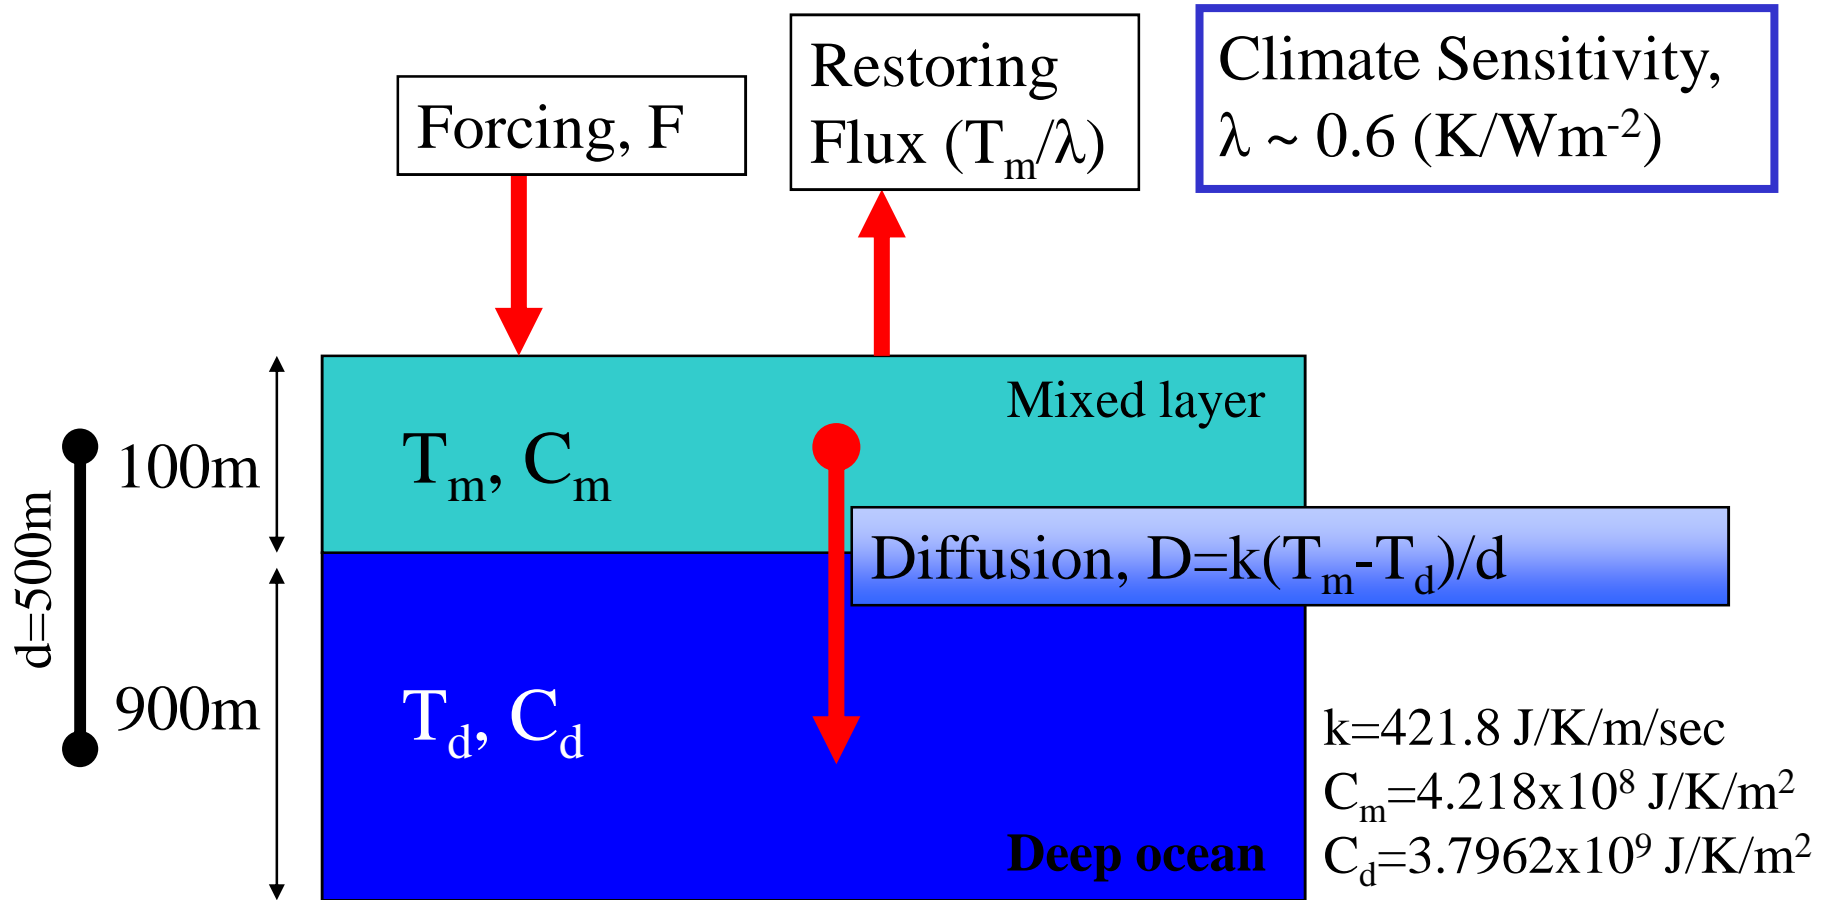 Forcing, F
Restoring
Flux (Tm/λ)
Climate Sensitivity,
λ ~ 0.6 (K/Wm-2)
Mixed layer
Tm, Cm
100m
d=500m
Diffusion, D=k(Tm-Td)/d
900m
Td, Cd
Deep ocean
k=421.8 J/K/m/sec
Cm=4.218x10⁸ J/K/m²
Cd=3.7962x10⁹ J/K/m²